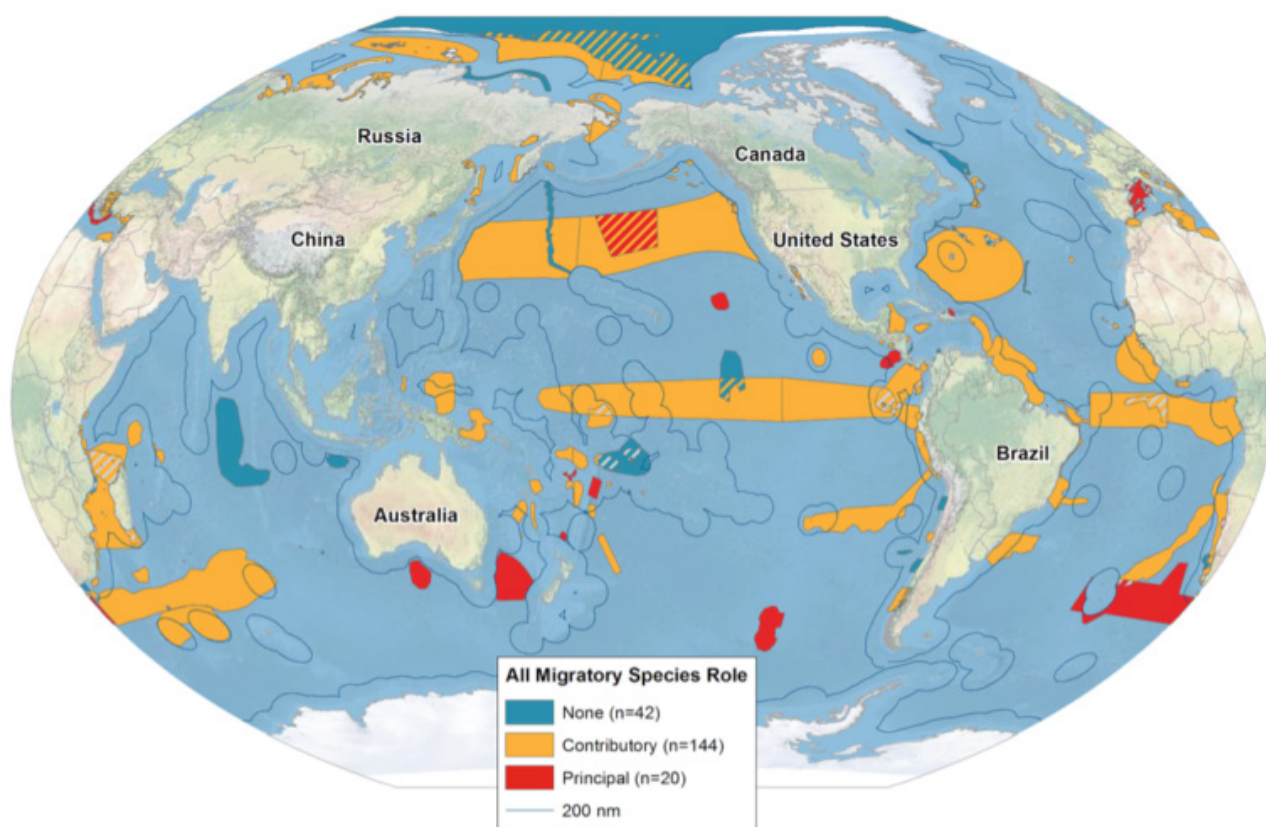 Russia
Canada
China
United States
Brazil
Australia
All Migratory Species Role
None (n=42)
Contributory (n=144)
Principal (n=20)
200 nm